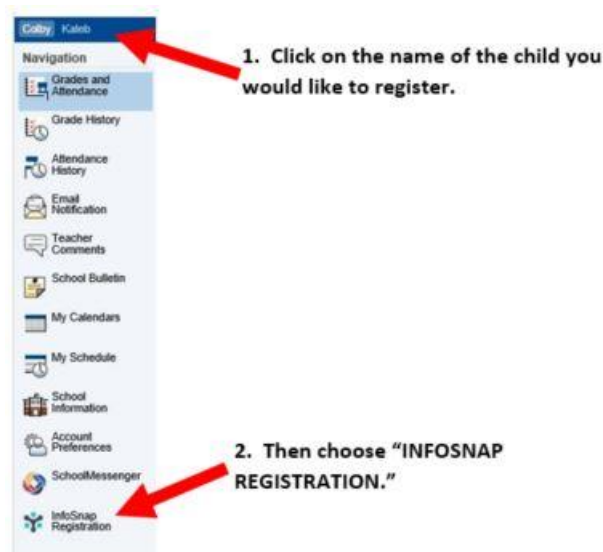 Colby Kaleb
Navigation
Grades and
Attendance
Grade History
Attendance
History
Email
Notification
Teacher
Comments
School Bulletin
My Calendars
My Schedule
School
Information
Account
Preferences
SchoolMessenger
InfoSnap
Registration
1. Click on the name of the child you
would like to register.
2. Then choose “INFOSNAP
REGISTRATION.”